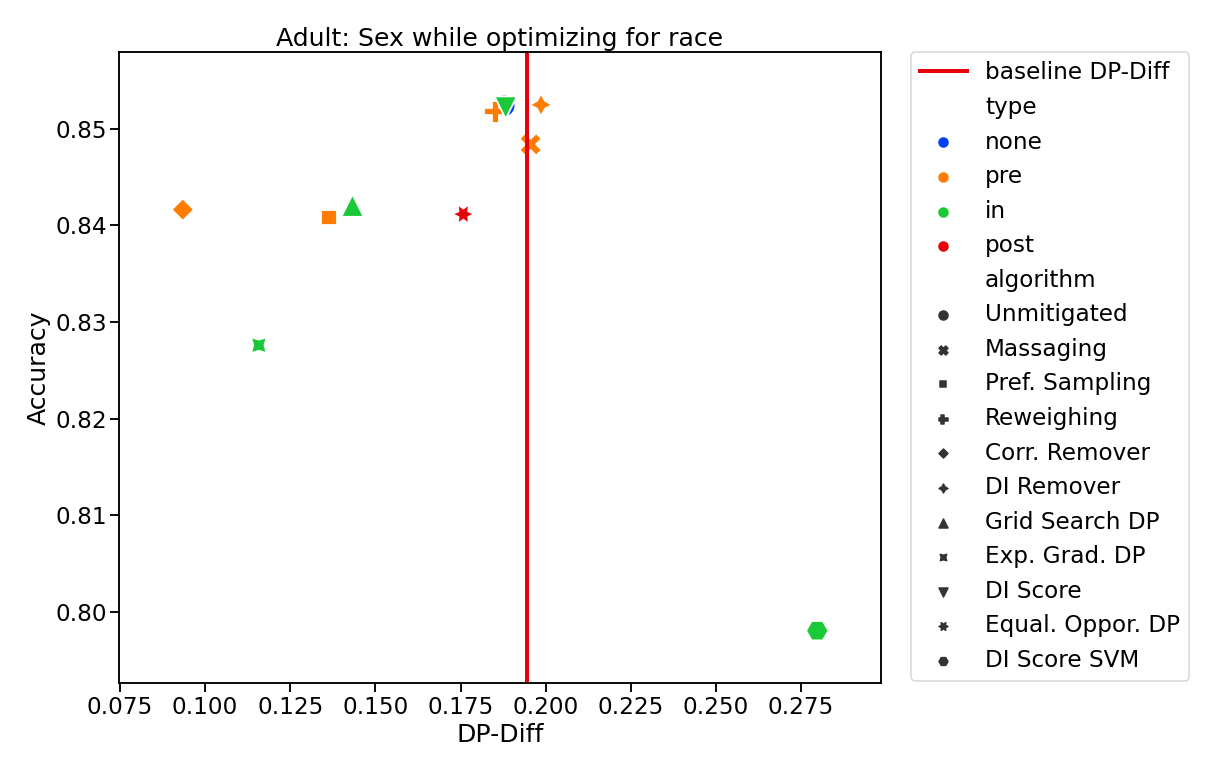 Adult: Sex while optimizing for race
0.85
0.84
0.83
0.82
0.81
0.80
Accuracy
0.075 0.100 0.125 0.150 0.175 0.200 0.225 0.250 0.275
DP-Diff
baseline DP-Diff
type
none
pre
in
post
algorithm
Unmitigated
Massaging
Pref. Sampling
Reweighing
Corr. Remover
DI Remover
Grid Search DP
Exp. Grad. DP
DI Score
Equal. Oppor. DP
DI Score SVM